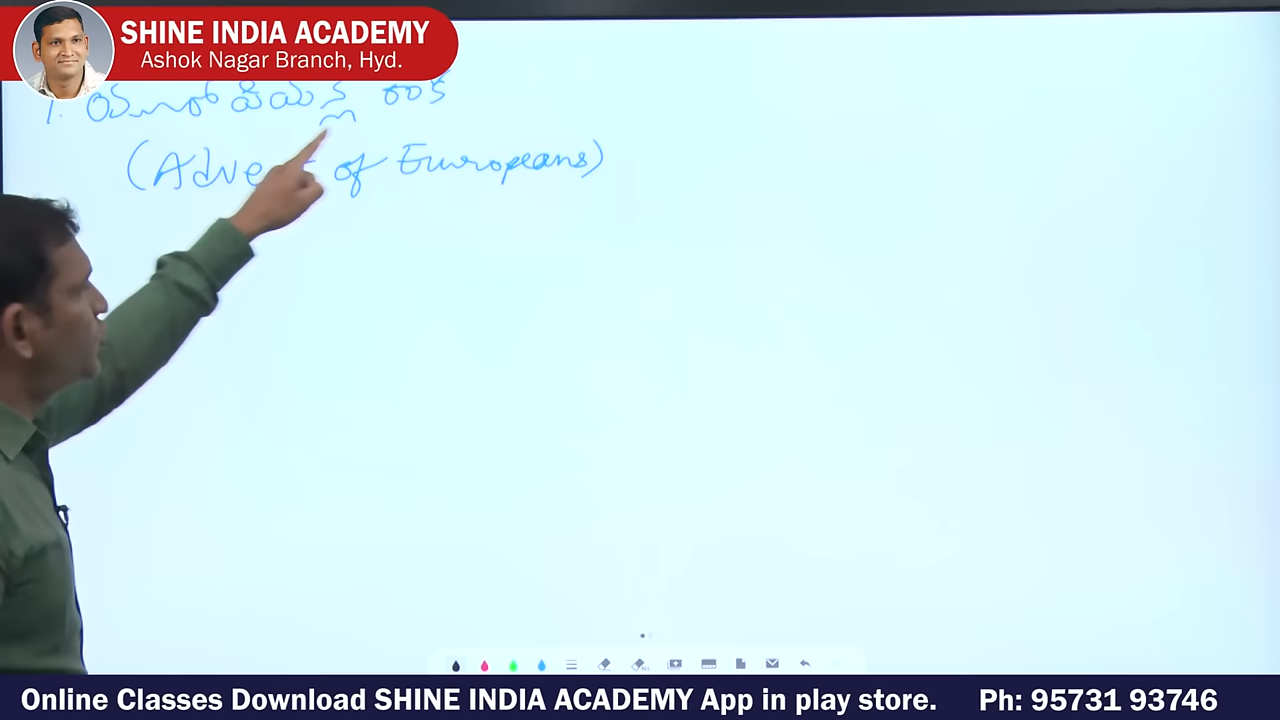 SHINE INDIA ACADEMY
Ashok Nagar Branch, Hyd.
1. యూరోపియన్ల రాక
(Advent of Europeans)
Online Classes Download SHINE INDIA ACADEMY App in play store. Ph: 95731 93746